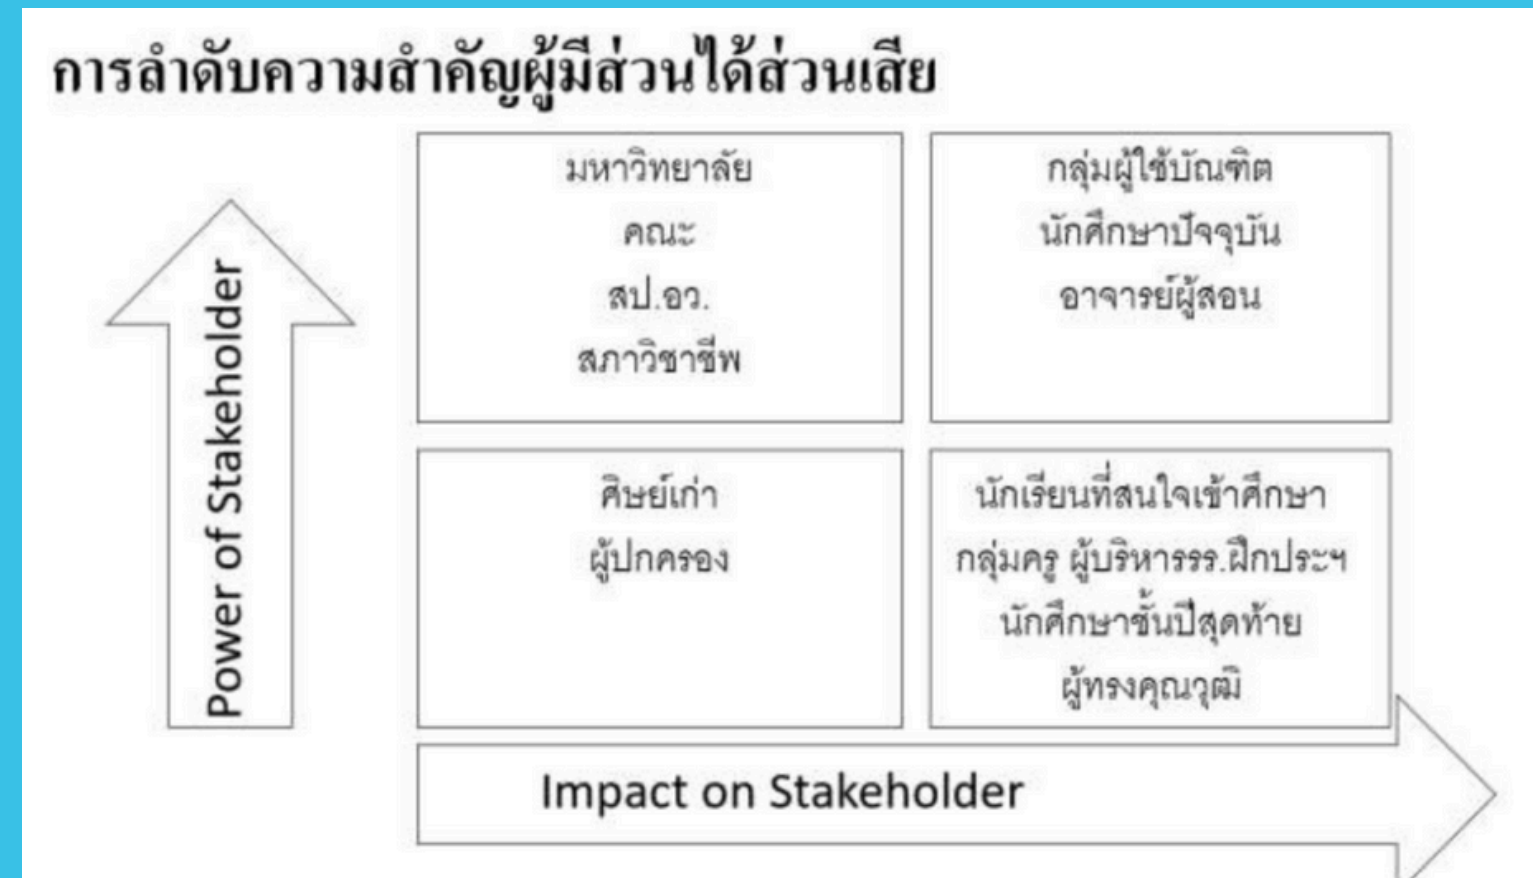 การลำดับความสำคัญผู้มีส่วนได้ส่วนเสีย
Power of Stakeholder
มหาวิทยาลัย
คณะ
สป.อว.
สภาวิชาชีพ
กลุ่มผู้ใช้บัณฑิต
นักศึกษาปัจจุบัน
อาจารย์ผู้สอน
ศิษย์เก่า
ผู้ปกครอง
นักเรียนที่สนใจเข้าศึกษา
กลุ่มครู ผู้บริหารรร.ฝึกประฯ
นักศึกษาชั้นปีสุดท้าย
ผู้ทรงคุณวุฒิ
Impact on Stakeholder